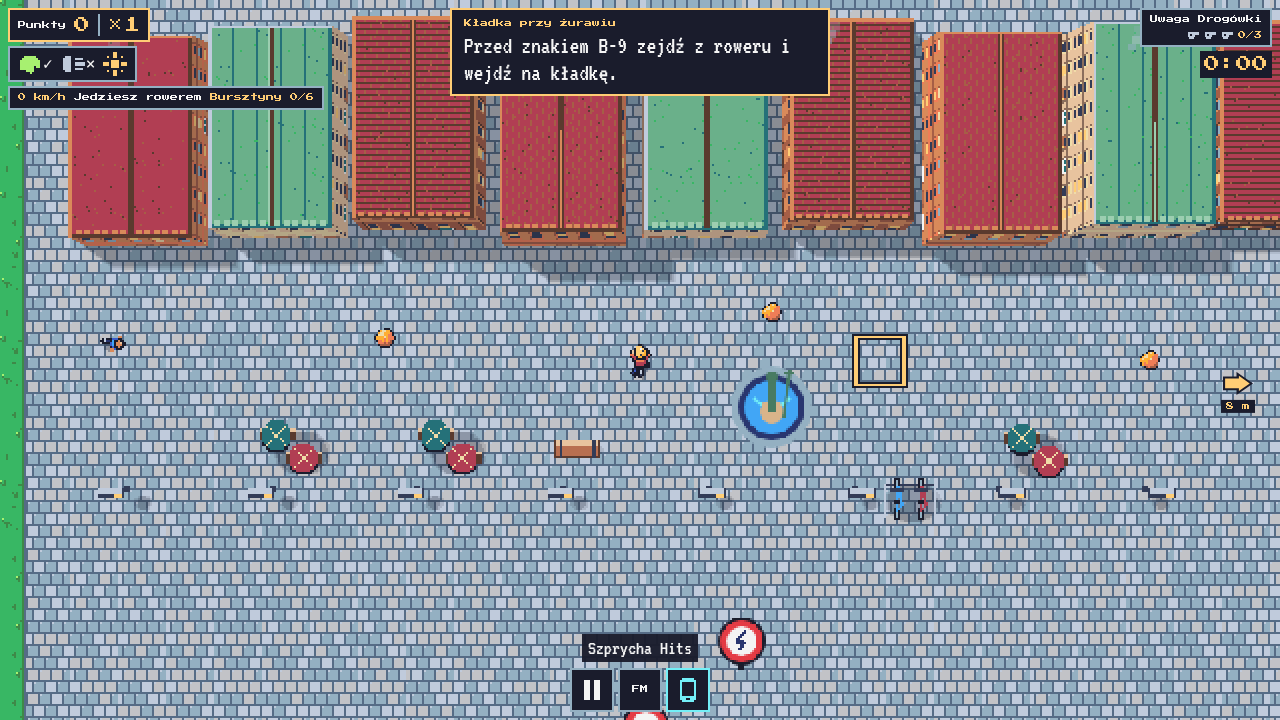 Punkty 0 × 1
✓ ×
0 km/h Jedziesz rowerem Bursztyny 0/6
Kładka przy żurawiu
Przed znakiem B-9 zejdź z roweru i
wejdź na kładkę.
Uwaga Drogówki
0/3
0:00
8 m
Szprycha Hits
FM